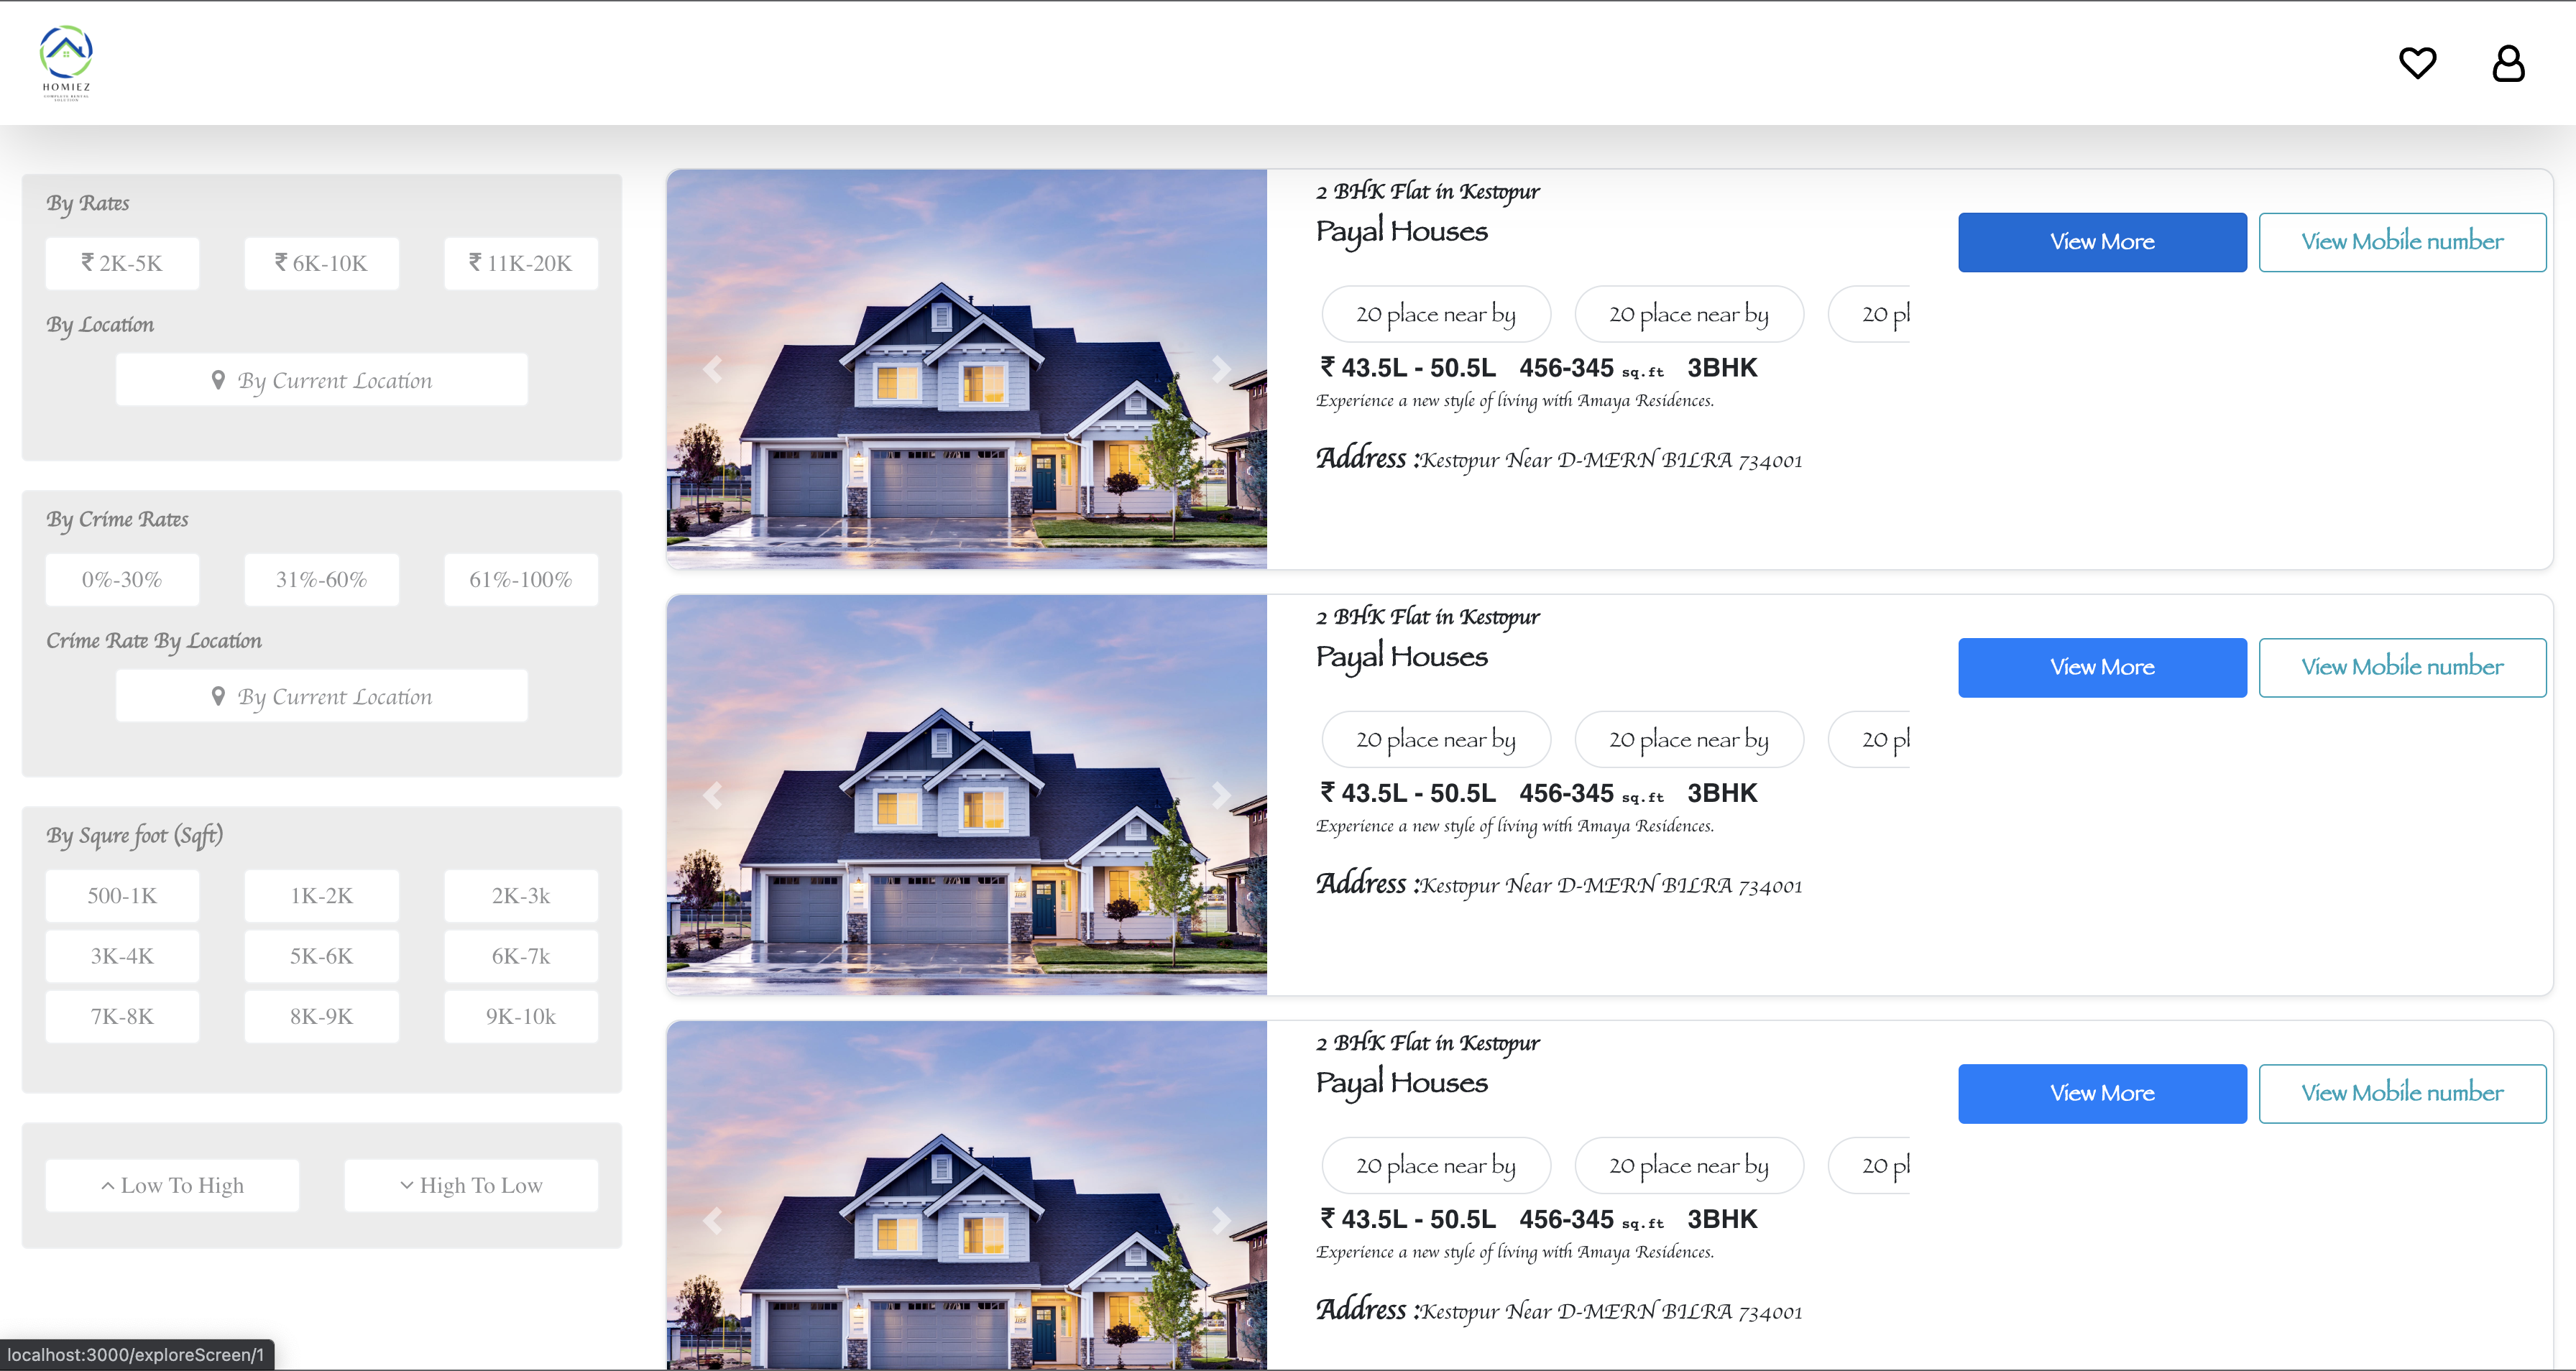 HOMIEZ
COMPLETE RENTAL
SOLUTION
By Rates
₹ 2K-5K ₹ 6K-10K ₹ 11K-20K
By Location
By Current Location
By Crime Rates
0%-30% 31%-60% 61%-100%
Crime Rate By Location
By Current Location
By Squre foot (Sqft)
500-1K 1K-2K 2K-3k
3K-4K 5K-6K 6K-7k
7K-8K 8K-9K 9K-10k
Low To High High To Low
2 BHK Flat in Kestopur
Payal Houses
View More View Mobile number
20 place near by 20 place near by 20 pl
₹ 43.5L - 50.5L 456-345 sq.ft 3BHK
Experience a new style of living with Amaya Residences.
Address :Kestopur Near D-MERN BILRA 734001
2 BHK Flat in Kestopur
Payal Houses
View More View Mobile number
20 place near by 20 place near by 20 pl
₹ 43.5L - 50.5L 456-345 sq.ft 3BHK
Experience a new style of living with Amaya Residences.
Address :Kestopur Near D-MERN BILRA 734001
2 BHK Flat in Kestopur
Payal Houses
View More View Mobile number
20 place near by 20 place near by 20 pl
₹ 43.5L - 50.5L 456-345 sq.ft 3BHK
Experience a new style of living with Amaya Residences.
Address :Kestopur Near D-MERN BILRA 734001
localhost:3000/exploreScreen/1